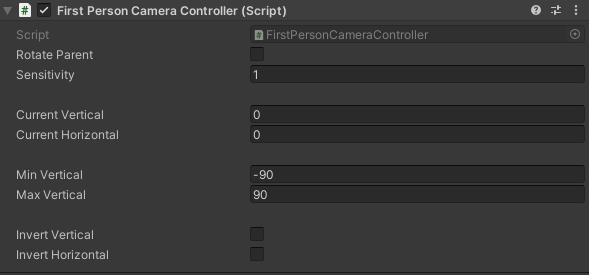 First Person Camera Controller (Script)
Script FirstPersonCameraController
Rotate Parent
Sensitivity 1
Current Vertical 0
Current Horizontal 0
Min Vertical -90
Max Vertical 90
Invert Vertical
Invert Horizontal